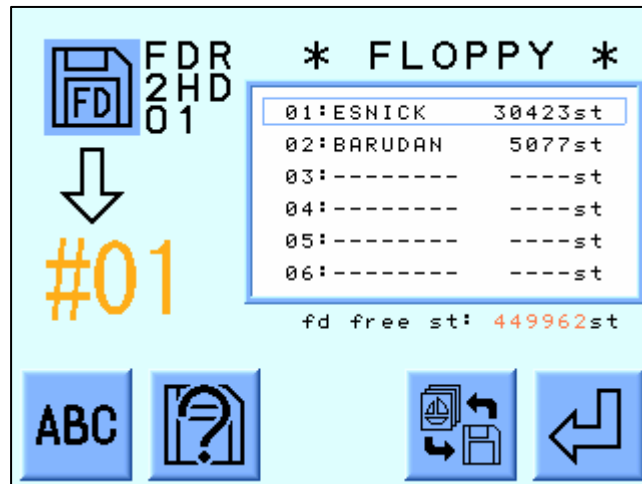 FDR
2HD
01
FD
#01
* FLOPPY *
01:ESNICK 30423st
02:BARUDAN 5077st
03:-------- ----st
04:-------- ----st
05:-------- ----st
06:-------- ----st
fd free st: 449962st
ABC
?